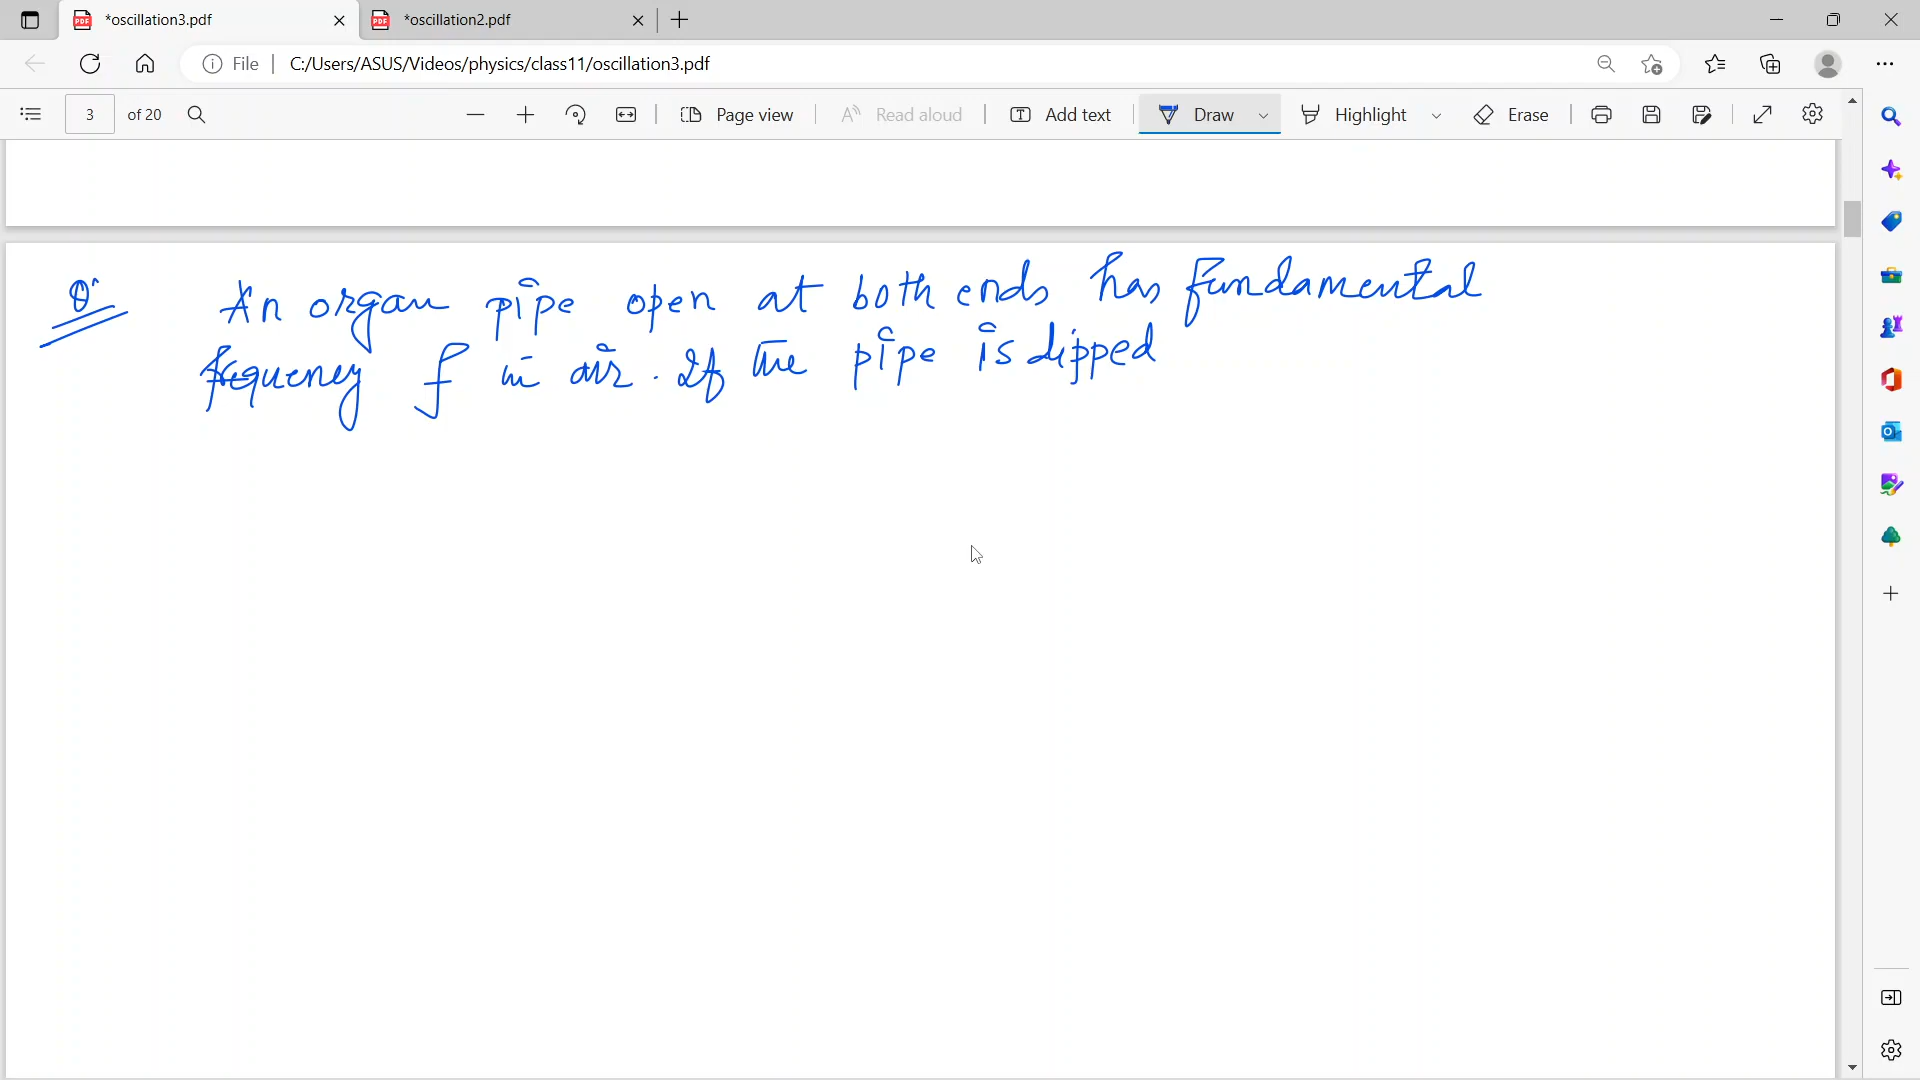 *oscillation3.pdf
*oscillation2.pdf
File
C:/Users/ASUS/Videos/physics/class11/oscillation3.pdf
3 of 20
Page view
Read aloud
Add text
Draw
Highlight
Erase
Q. An organ pipe open at both ends has fundamental
frequency f in air. If the pipe is dipped